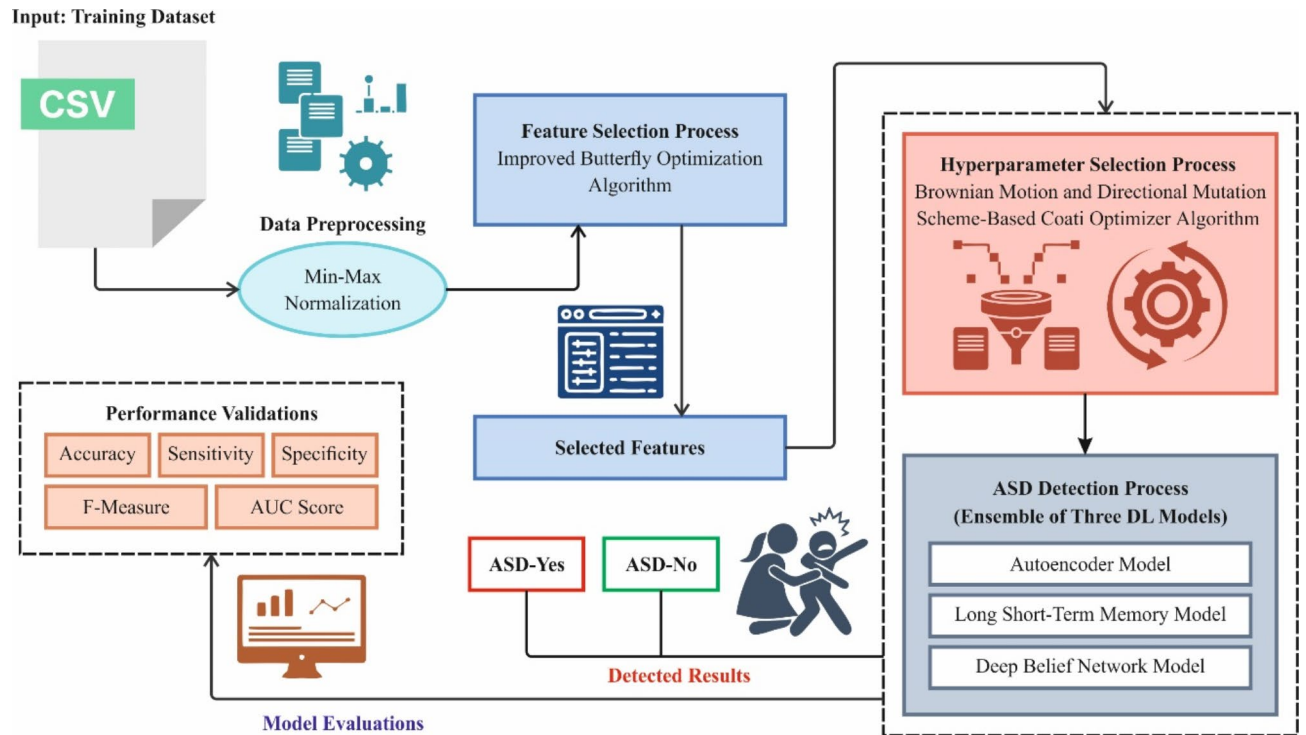 Input: Training Dataset
CSV
Data Preprocessing
Min-Max
Normalization
Feature Selection Process
Improved Butterfly Optimization
Algorithm
Selected Features
Hyperparameter Selection Process
Brownian Motion and Directional Mutation
Scheme-Based Coati Optimizer Algorithm
ASD Detection Process
(Ensemble of Three DL Models)
Autoencoder Model
Long Short-Term Memory Model
Deep Belief Network Model
ASD-Yes
ASD-No
Detected Results
Performance Validations
Accuracy
Sensitivity
Specificity
F-Measure
AUC Score
Model Evaluations